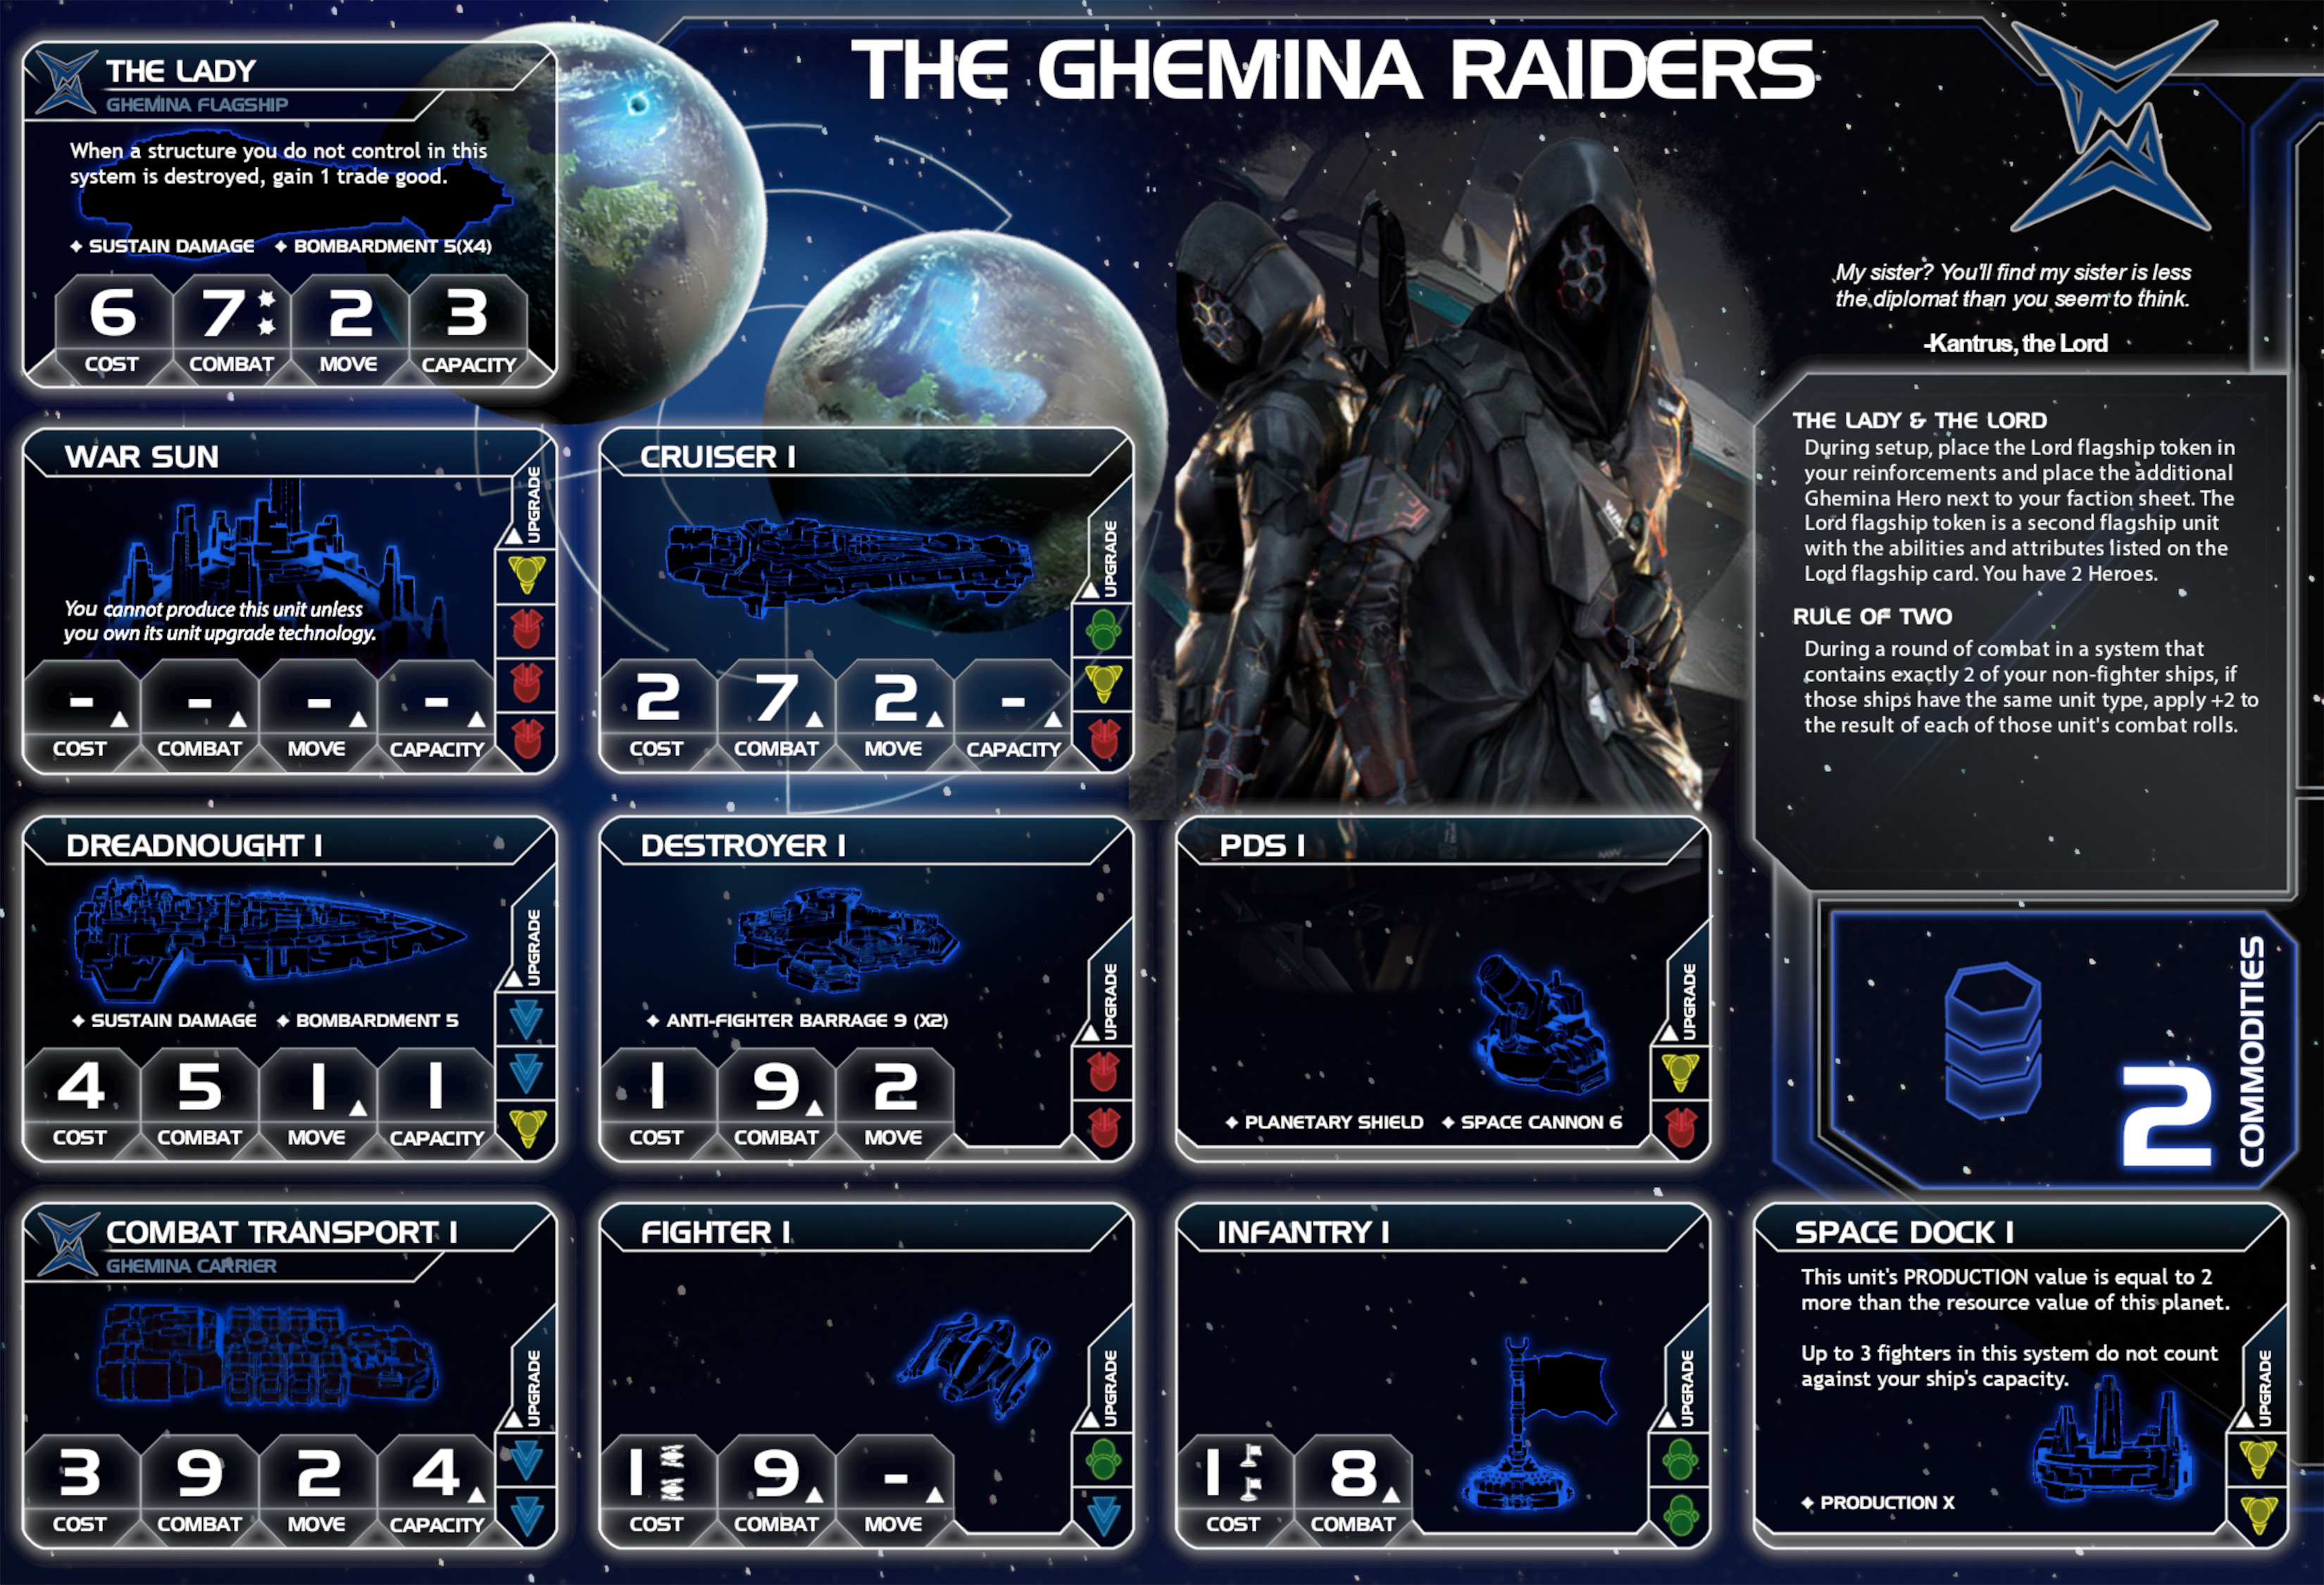 THE GHEMINA RAIDERS
THE LADY
GHEMINA FLAGSHIP
When a structure you do not control in this
system is destroyed, gain 1 trade good.
◆ SUSTAIN DAMAGE ◆ BOMBARDMENT 5(X4)
6 7 2 3
COST COMBAT MOVE CAPACITY
My sister? You'll find my sister is less
the diplomat than you seem to think.
-Kantrus, the Lord
THE LADY & THE LORD
During setup, place the Lord flagship token in
your reinforcements and place the additional
Ghemina Hero next to your faction sheet. The
Lord flagship token is a second flagship unit
with the abilities and attributes listed on the
Lord flagship card. You have 2 Heroes.
RULE OF TWO
During a round of combat in a system that
contains exactly 2 of your non-fighter ships, if
those ships have the same unit type, apply +2 to
the result of each of those unit's combat rolls.
WAR SUN
UPGRADE
You cannot produce this unit unless
you own its unit upgrade technology.
- - - -
COST COMBAT MOVE CAPACITY
CRUISER I
UPGRADE
2 7 2 -
COST COMBAT MOVE CAPACITY
DREADNOUGHT I
UPGRADE
◆ SUSTAIN DAMAGE ◆ BOMBARDMENT 5
4 5 1 1
COST COMBAT MOVE CAPACITY
DESTROYER I
UPGRADE
◆ ANTI-FIGHTER BARRAGE 9 (X2)
1 9 2
COST COMBAT MOVE
PDS I
UPGRADE
◆ PLANETARY SHIELD ◆ SPACE CANNON 6
2
COMMODITIES
COMBAT TRANSPORT I
GHEMINA CARRIER
UPGRADE
3 9 2 4
COST COMBAT MOVE CAPACITY
FIGHTER I
UPGRADE
1 9 -
COST COMBAT MOVE
INFANTRY I
UPGRADE
1 8
COST COMBAT
SPACE DOCK I
This unit's PRODUCTION value is equal to 2
more than the resource value of this planet.
Up to 3 fighters in this system do not count
against your ship's capacity.
UPGRADE
◆ PRODUCTION X